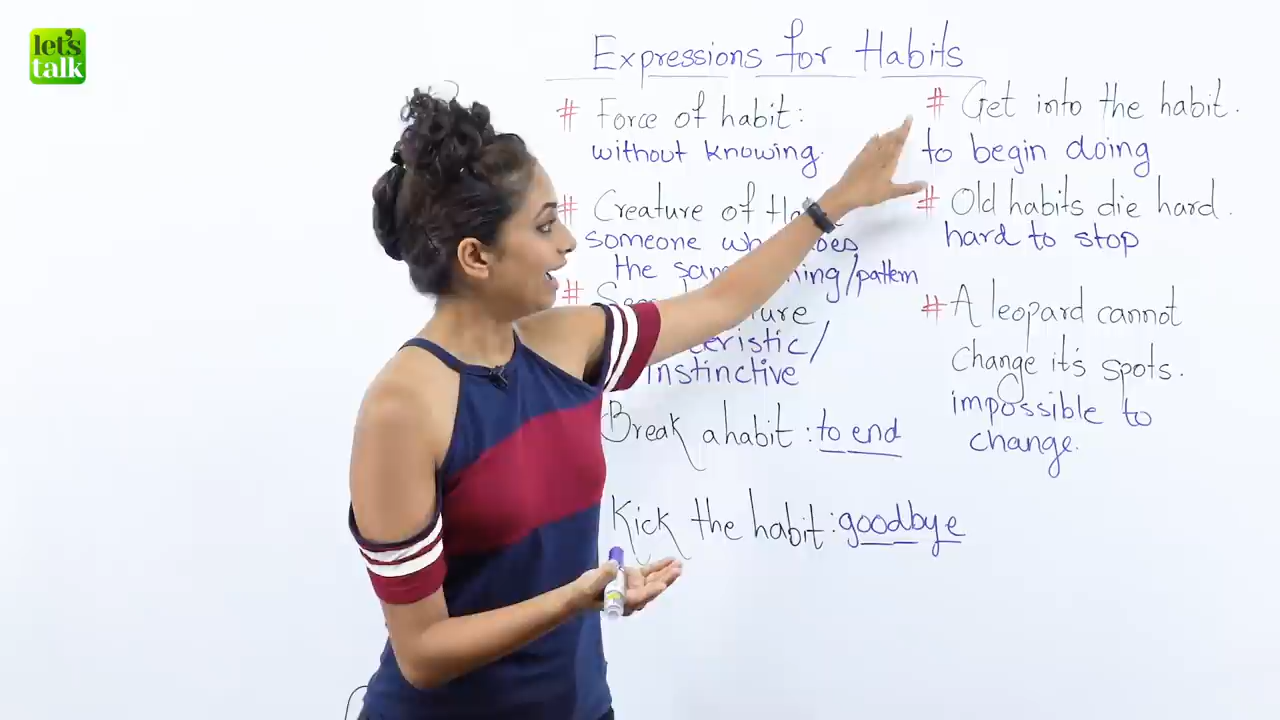 let's
talk
Expressions for Habits
# Force of habit:
without knowing.
# Creature of
someone
the same /pattern
#
/
instinctive
Break a habit : to end
Kick the habit: goodbye
# Get into the habit.
to begin doing
# Old habits die hard.
hard to stop
# A leopard cannot
change it's spots.
impossible to
change.